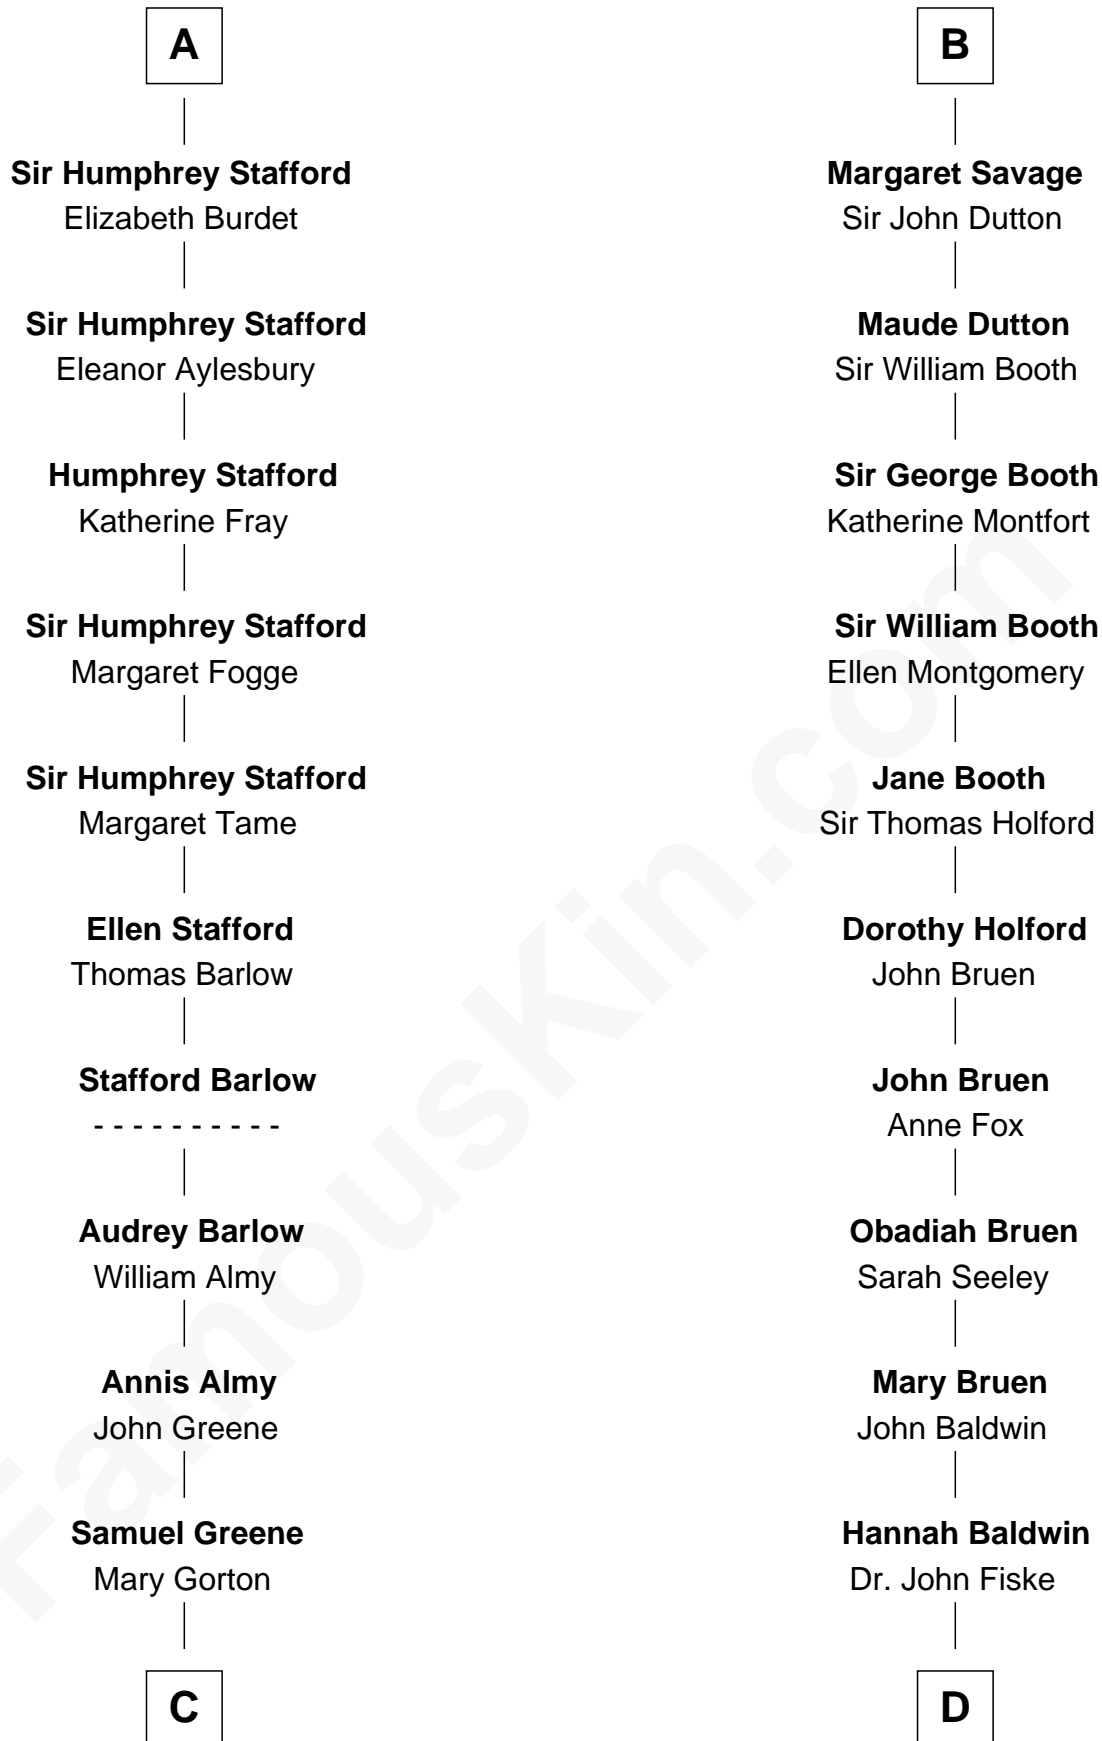 A
Sir Humphrey Stafford
Elizabeth Burdet
Sir Humphrey Stafford
Eleanor Aylesbury
Humphrey Stafford
Katherine Fray
Sir Humphrey Stafford
Margaret Fogge
Sir Humphrey Stafford
Margaret Tame
Ellen Stafford
Thomas Barlow
Stafford Barlow
- - - - - - - - - -
Audrey Barlow
William Almy
Annis Almy
John Greene
Samuel Greene
Mary Gorton
C
B
Margaret Savage
Sir John Dutton
Maude Dutton
Sir William Booth
Sir George Booth
Katherine Montfort
Sir William Booth
Ellen Montgomery
Jane Booth
Sir Thomas Holford
Dorothy Holford
John Bruen
John Bruen
Anne Fox
Obadiah Bruen
Sarah Seeley
Mary Bruen
John Baldwin
Hannah Baldwin
Dr. John Fiske
D
FamousKin.com